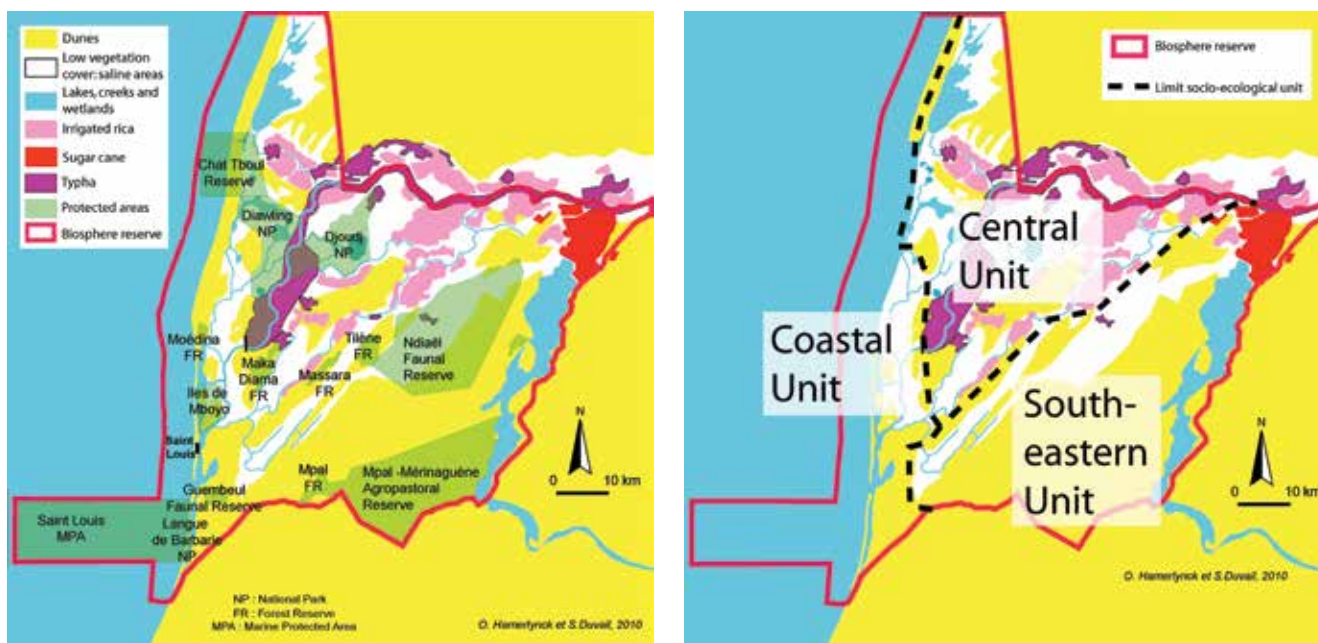 Dunes
Low vegetation
cover: saline areas
Lakes, creeks and
wetlands
Irrigated rica
Sugar cane
Typha
Protected areas
Biosphere reserve
Chat Tboul
Reserve
Diawling
NP
Djoudj
NP
Moédina
FR
Maka
Diama
FR
Tilène
FR
Massara
FR
Ndiaël
Faunal
Reserve
Iles de
Mboyo
Saint
Louis
Mpal
FR
Mpal -Mérinaguéne
Agropastoral
Reserve
Guembeul
Faunal Reserve
Saint Louis
MPA
Langue
de Barbarie
NP
N
0 10 km
NP : National Park
FR : Forest Reserve
MPA : Marine Protected Area
O. Hamerlynck et S.Duvail, 2010
Biosphere reserve
Limit socio-ecological unit
Central
Unit
Coastal
Unit
South-
eastern
Unit
N
0 10 km
O. Hamerlynck et S.Duvail, 2010